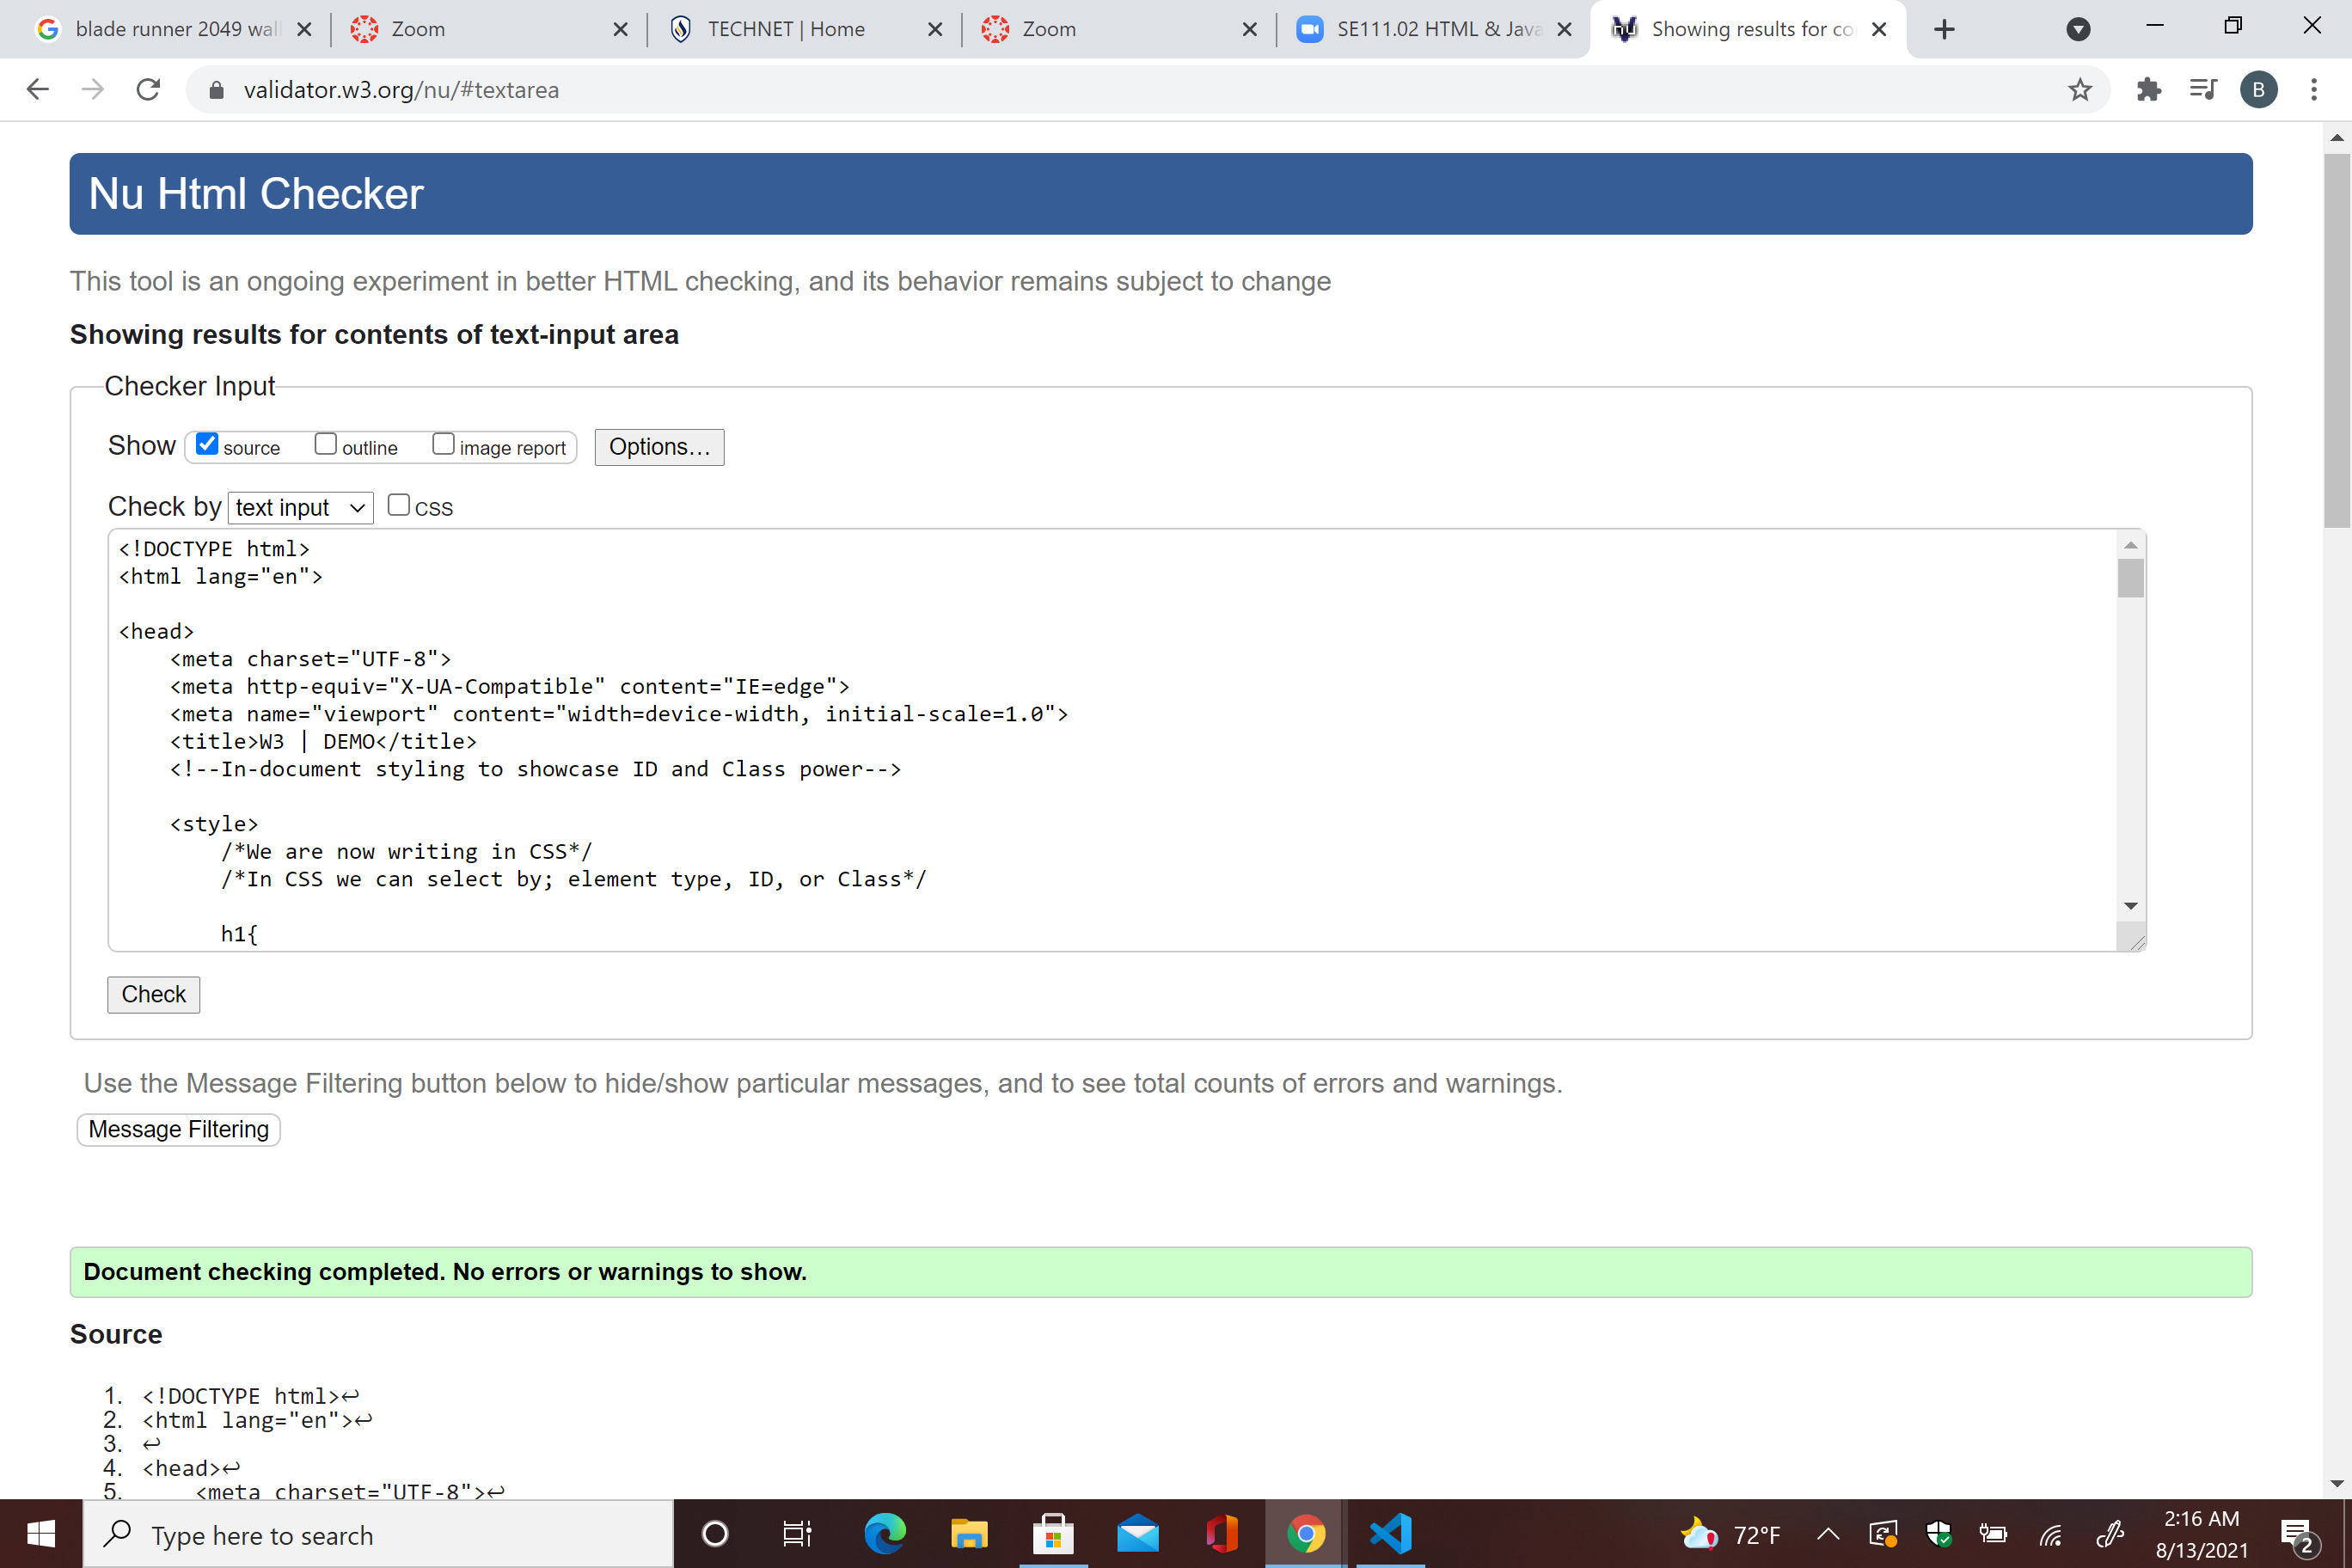 blade runner 2049 wal
Zoom
TECHNET | Home
Zoom
SE111.02 HTML & Java
Showing results for co
validator.w3.org/nu/#textarea
B
Nu Html Checker
This tool is an ongoing experiment in better HTML checking, and its behavior remains subject to change
Showing results for contents of text-input area
Checker Input
Show source outline image report Options...
Check by text input CSS
<!DOCTYPE html>
<html lang="en">
<head>
<meta charset="UTF-8">
<meta http-equiv="X-UA-Compatible" content="IE=edge">
<meta name="viewport" content="width=device-width, initial-scale=1.0">
<title>W3 | DEMO</title>
<!--In-document styling to showcase ID and Class power-->
<style>
/*We are now writing in CSS*/
/*In CSS we can select by; element type, ID, or Class*/
h1{
Check
Use the Message Filtering button below to hide/show particular messages, and to see total counts of errors and warnings.
Message Filtering
Document checking completed. No errors or warnings to show.
Source
1. <!DOCTYPE html>↩
2. <html lang="en">↩
3. ↩
4. <head>↩
5. <meta charset="UTF-8">↩
Type here to search
72°F
2:16 AM
8/13/2021
2